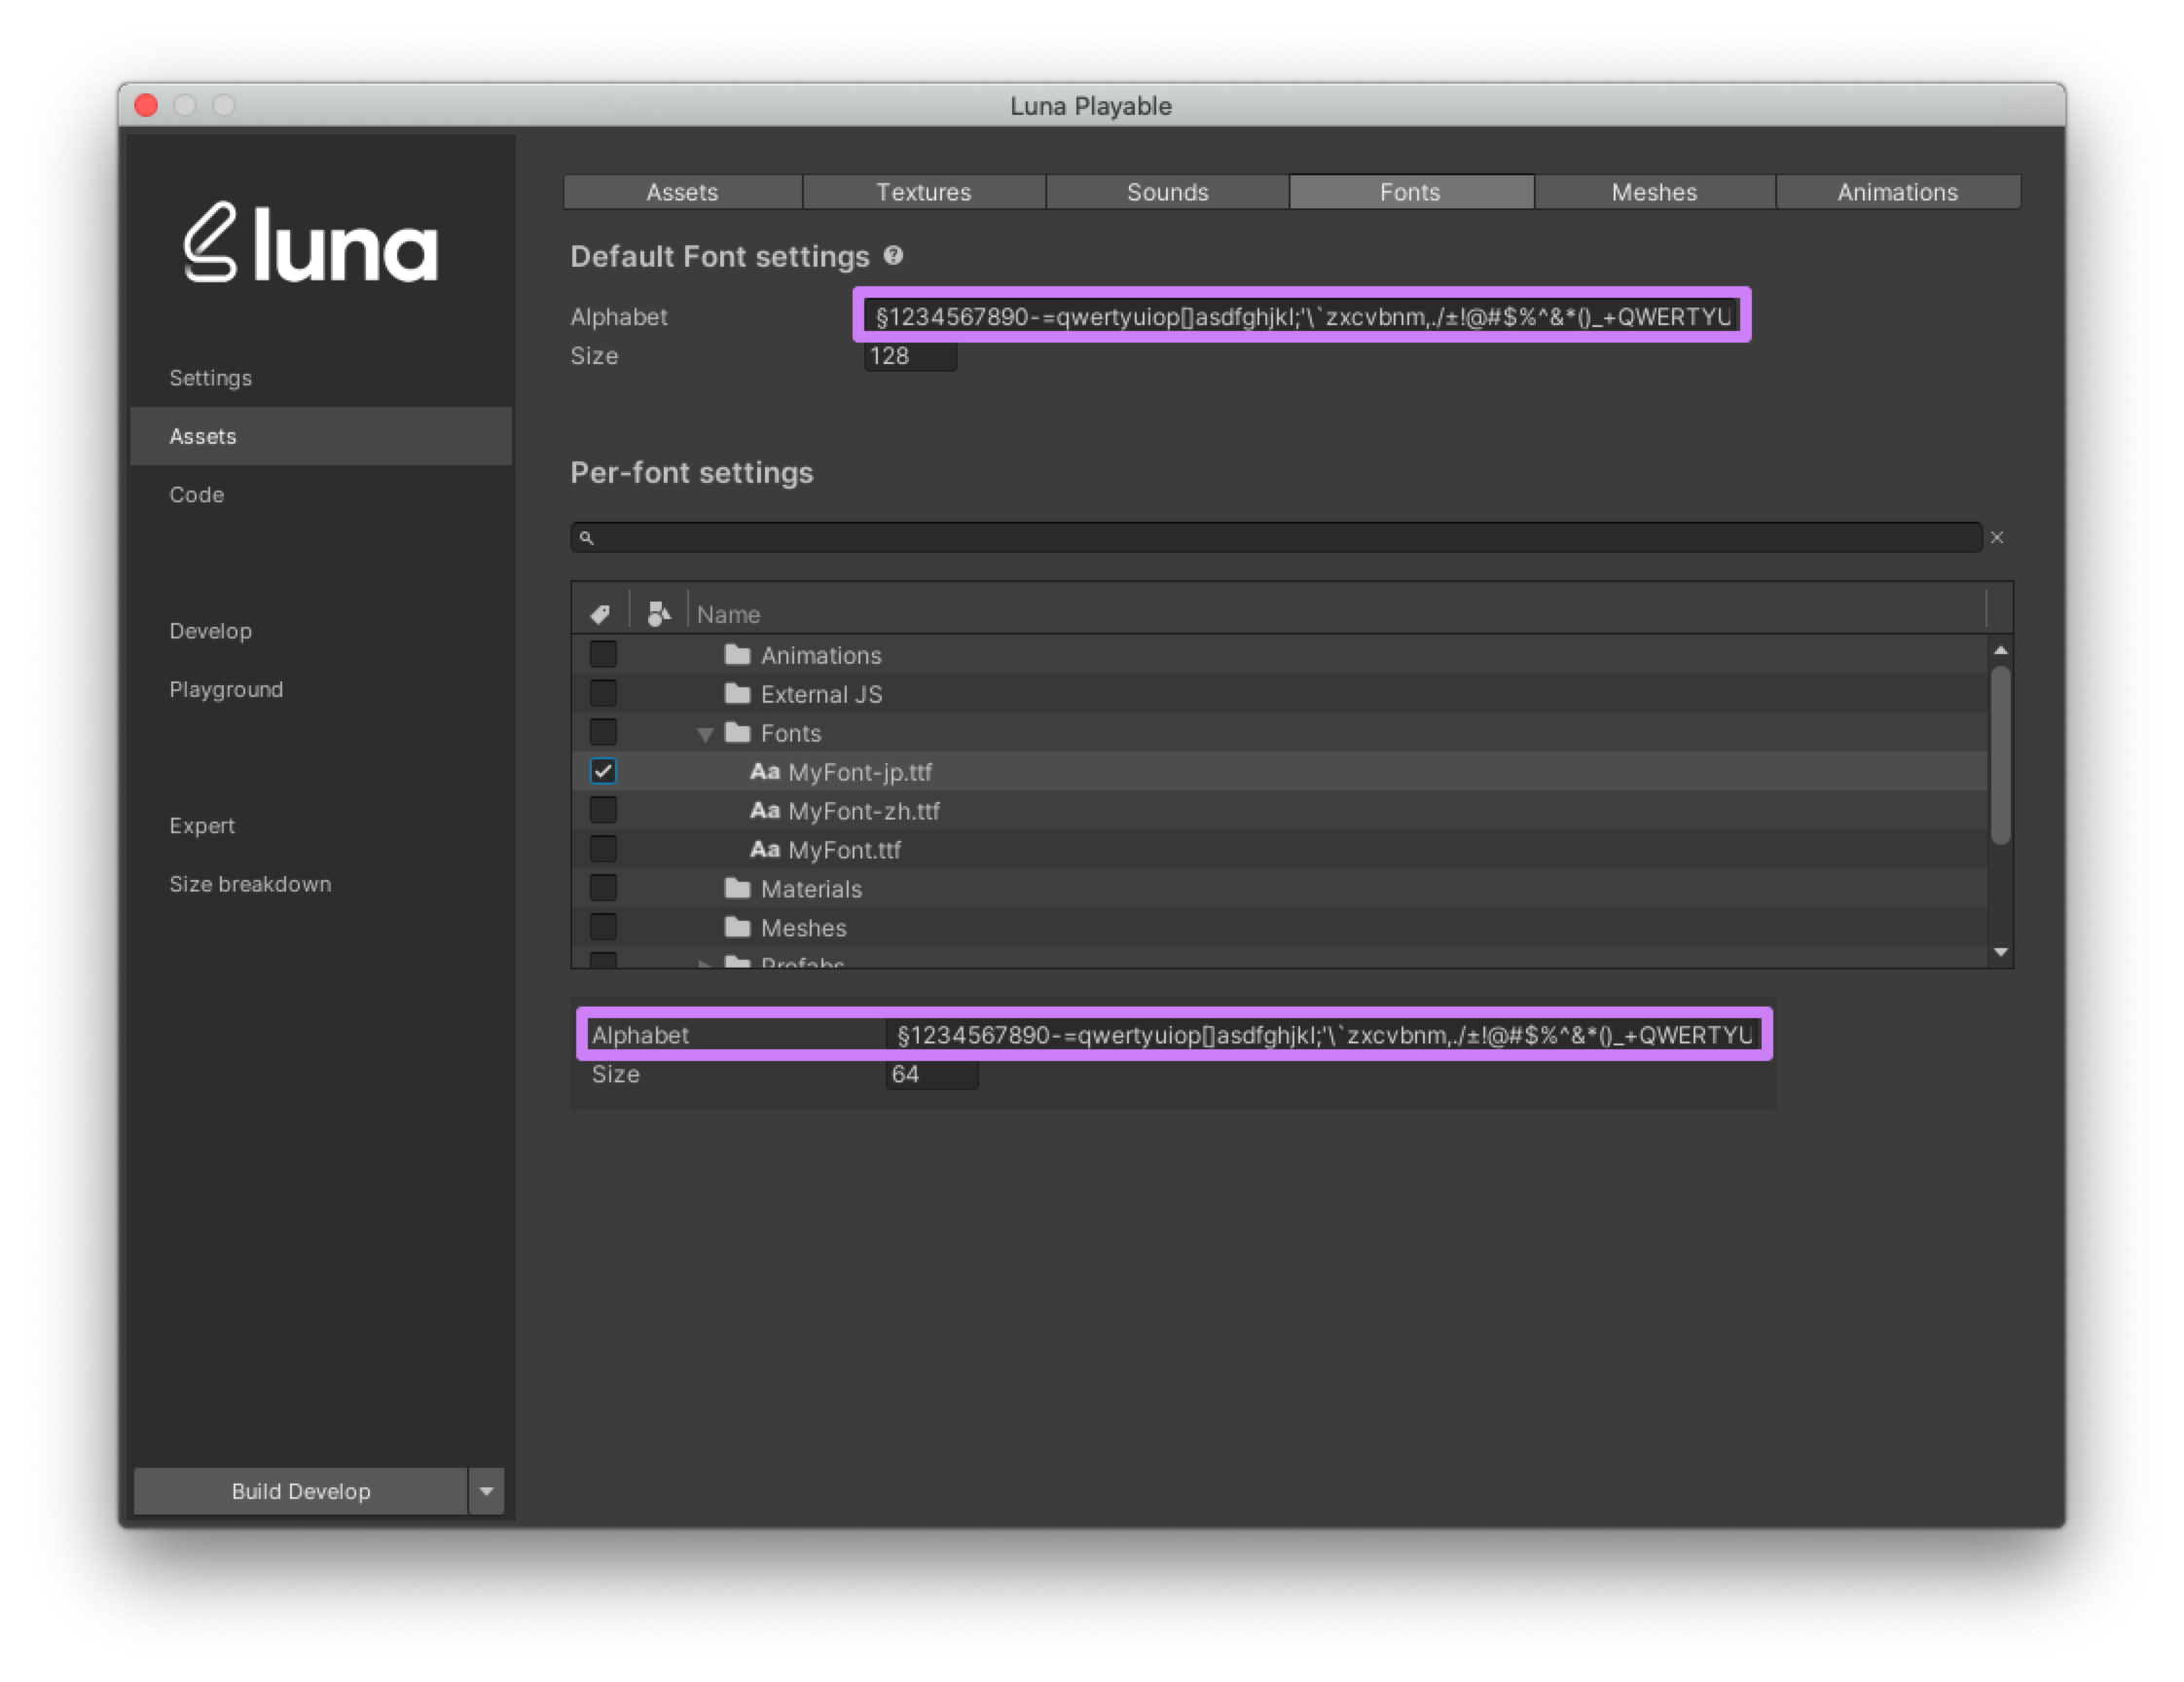 Luna Playable
luna
Settings
Assets
Code
Develop
Playground
Expert
Size breakdown
Build Develop
Assets Textures Sounds Fonts Meshes Animations
Default Font settings ?
Alphabet §1234567890-=qwertyuiop[]asdfghjkl;'\`zxcvbnm,./±!@#$%^&*()_+QWERTYU
Size 128
Per-font settings
Name
Animations
External JS
Fonts
Aa MyFont-jp.ttf
Aa MyFont-zh.ttf
Aa MyFont.ttf
Materials
Meshes
Prefabs
Alphabet §1234567890-=qwertyuiop[]asdfghjkl;'\`zxcvbnm,./±!@#$%^&*()_+QWERTYU
Size 64